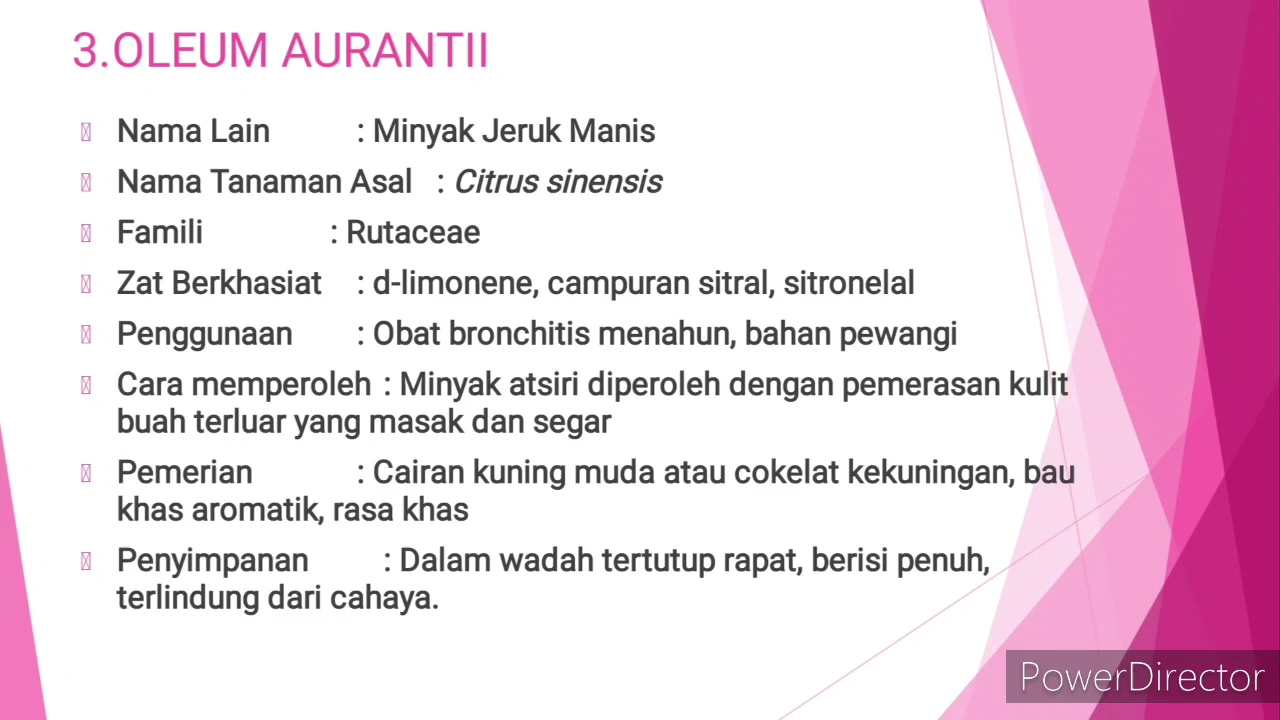 3.OLEUM AURANTII
Nama Lain : Minyak Jeruk Manis
Nama Tanaman Asal : Citrus sinensis
Famili : Rutaceae
Zat Berkhasiat : d-limonene, campuran sitral, sitronelal
Penggunaan : Obat bronchitis menahun, bahan pewangi
Cara memperoleh : Minyak atsiri diperoleh dengan pemerasan kulit
buah terluar yang masak dan segar
Pemerian : Cairan kuning muda atau cokelat kekuningan, bau
khas aromatik, rasa khas
Penyimpanan : Dalam wadah tertutup rapat, berisi penuh,
terlindung dari cahaya.
PowerDirector